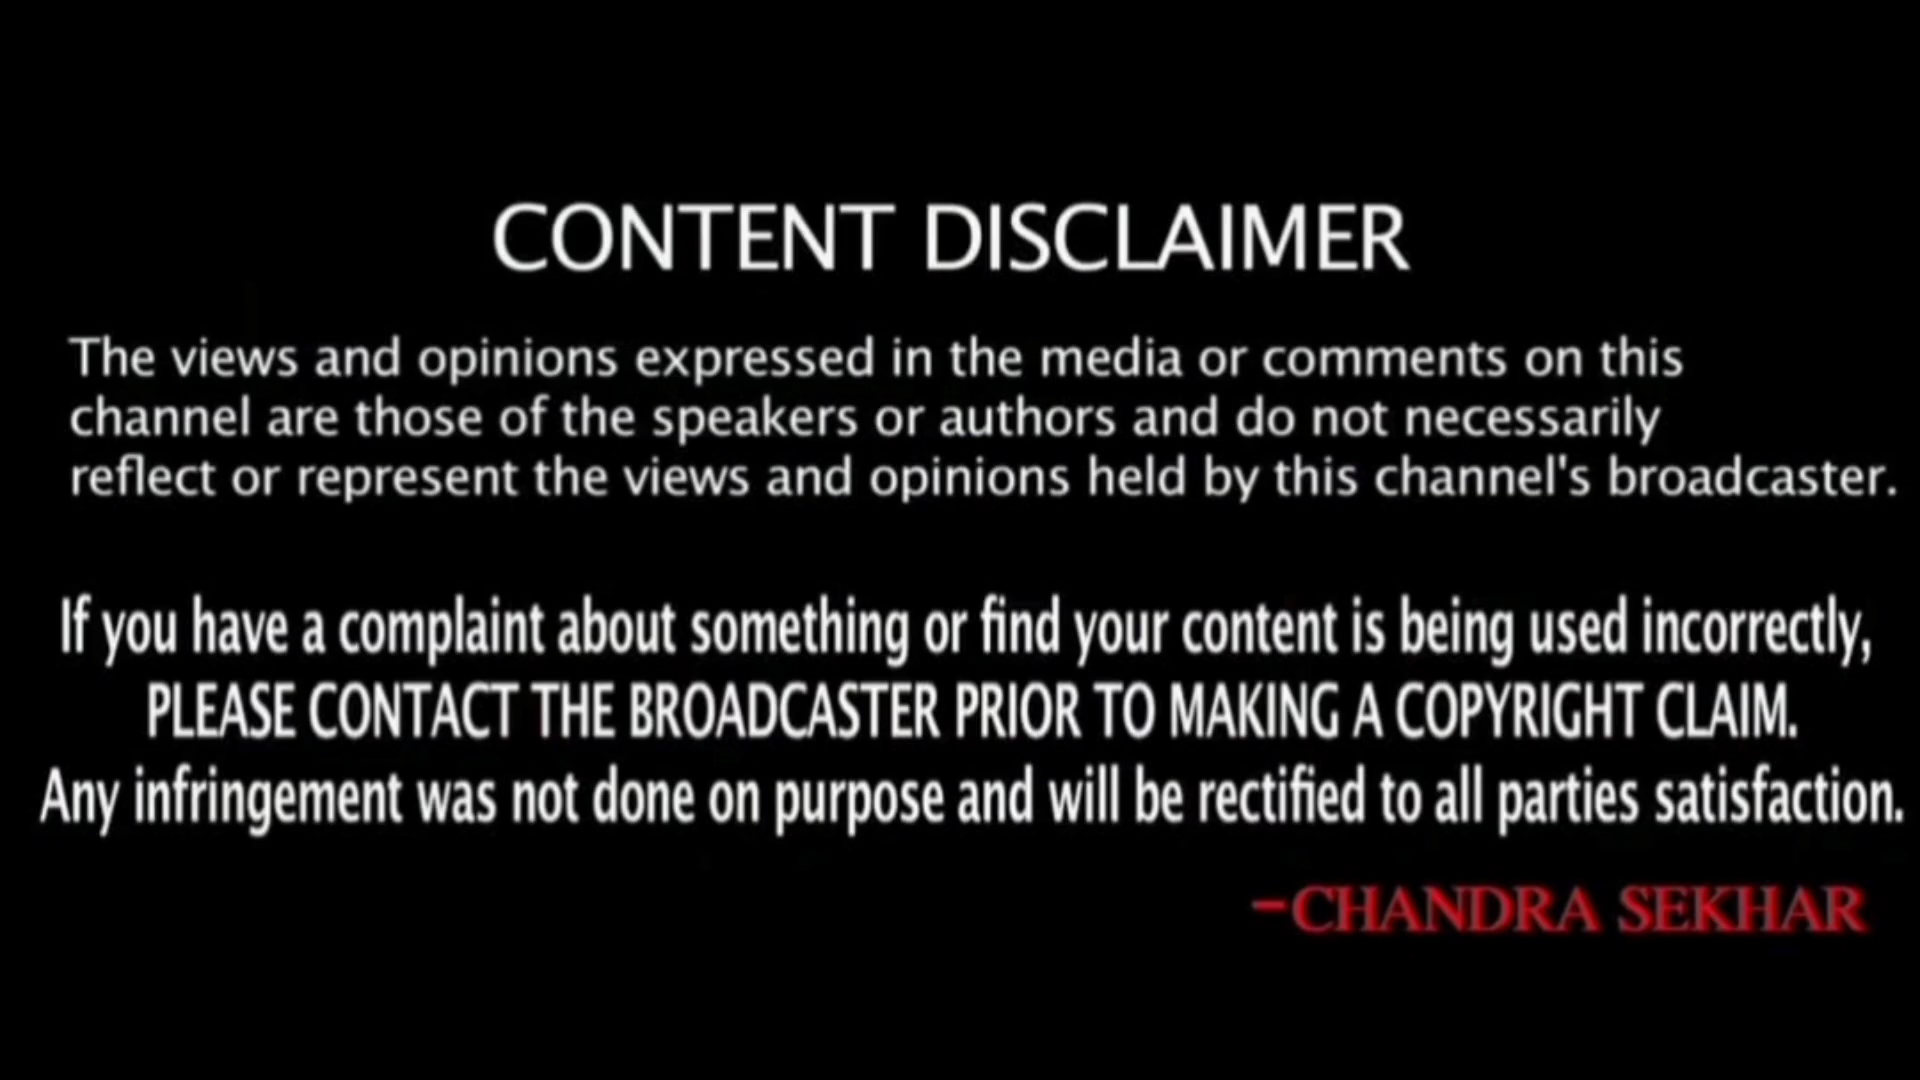 CONTENT DISCLAIMER
The views and opinions expressed in the media or comments on this
channel are those of the speakers or authors and do not necessarily
reflect or represent the views and opinions held by this channel's broadcaster.
If you have a complaint about something or find your content is being used incorrectly,
PLEASE CONTACT THE BROADCASTER PRIOR TO MAKING A COPYRIGHT CLAIM.
Any infringement was not done on purpose and will be rectified to all parties satisfaction.
-CHANDRA SEKHAR